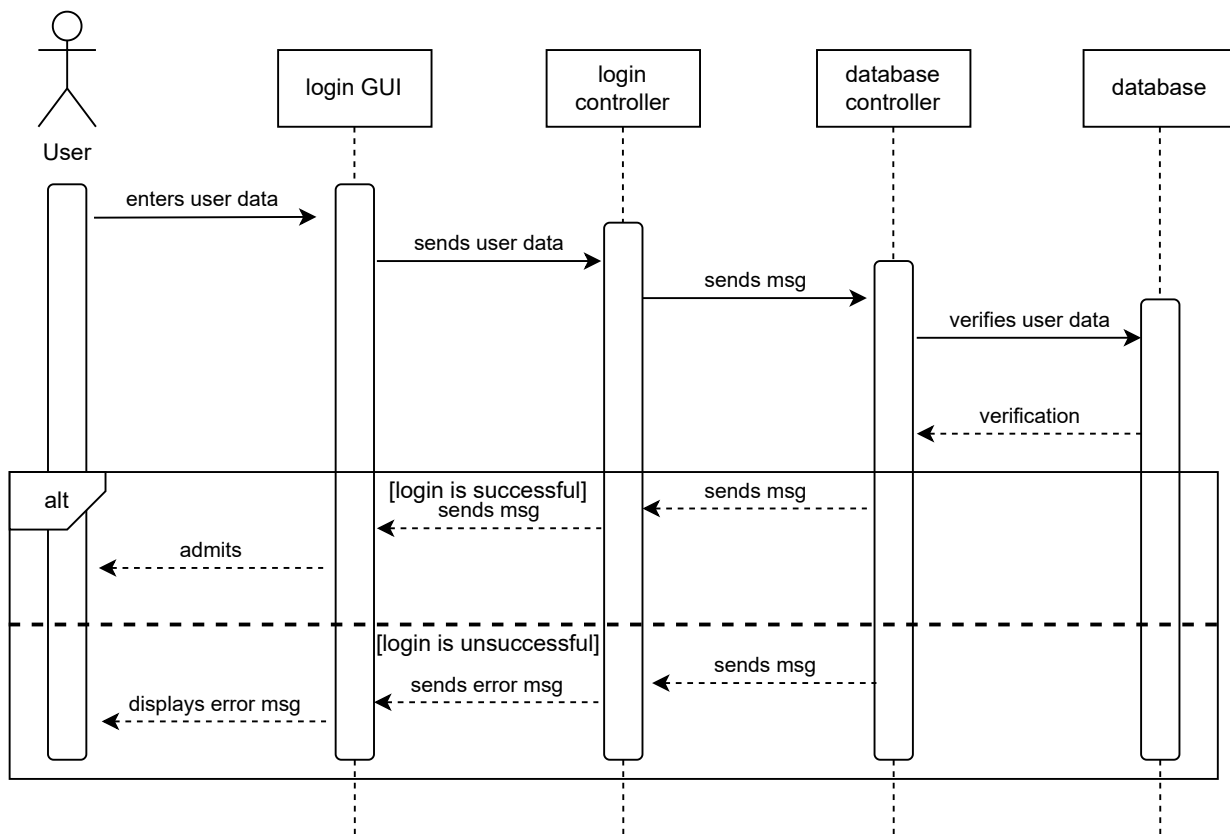 User
login GUI
login
controller
database
controller
database
enters user data
sends user data
sends msg
verifies user data
verification
alt
[login is successful]
sends msg
sends msg
admits
[login is unsuccessful]
sends msg
sends error msg
displays error msg